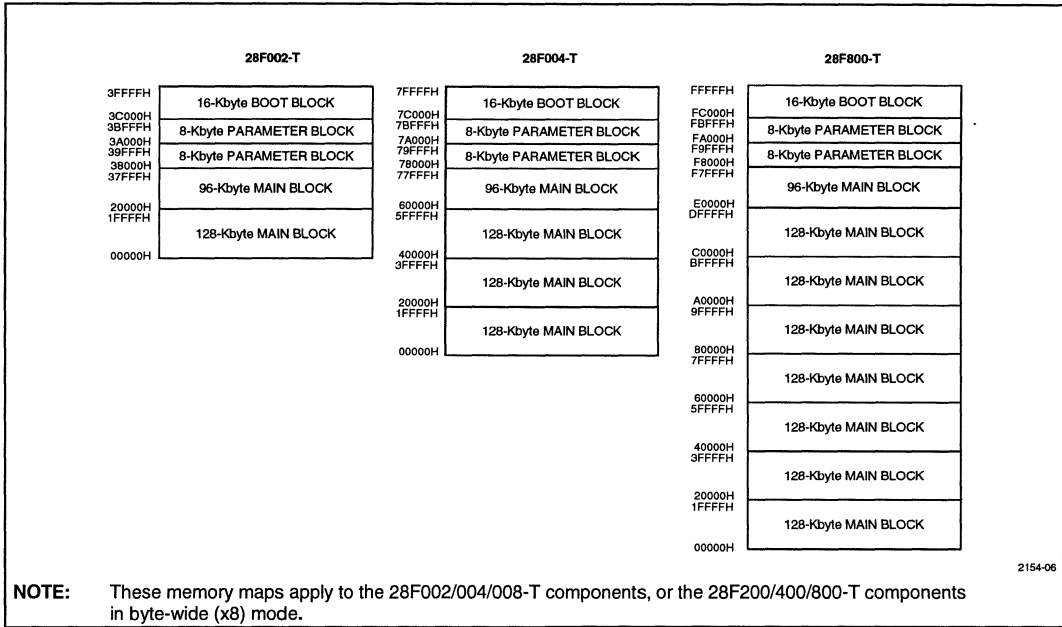 28F002-T
3FFFFH
16-Kbyte BOOT BLOCK
3C000H
3BFFFH
8-Kbyte PARAMETER BLOCK
3A000H
39FFFH
8-Kbyte PARAMETER BLOCK
38000H
37FFFH
96-Kbyte MAIN BLOCK
20000H
1FFFFH
128-Kbyte MAIN BLOCK
00000H
28F004-T
7FFFFH
16-Kbyte BOOT BLOCK
7C000H
7BFFFH
8-Kbyte PARAMETER BLOCK
7A000H
79FFFH
8-Kbyte PARAMETER BLOCK
78000H
77FFFH
96-Kbyte MAIN BLOCK
60000H
5FFFFH
128-Kbyte MAIN BLOCK
40000H
3FFFFH
128-Kbyte MAIN BLOCK
20000H
1FFFFH
128-Kbyte MAIN BLOCK
00000H
28F800-T
FFFFFH
16-Kbyte BOOT BLOCK
FC000H
FBFFFH
8-Kbyte PARAMETER BLOCK
FA000H
F9FFFH
8-Kbyte PARAMETER BLOCK
F8000H
F7FFFH
96-Kbyte MAIN BLOCK
E0000H
DFFFFH
128-Kbyte MAIN BLOCK
C0000H
BFFFFH
128-Kbyte MAIN BLOCK
A0000H
9FFFFH
128-Kbyte MAIN BLOCK
80000H
7FFFFH
128-Kbyte MAIN BLOCK
60000H
5FFFFH
128-Kbyte MAIN BLOCK
40000H
3FFFFH
128-Kbyte MAIN BLOCK
20000H
1FFFFH
128-Kbyte MAIN BLOCK
00000H
2154-06
NOTE: These memory maps apply to the 28F002/004/008-T components, or the 28F200/400/800-T components
in byte-wide (x8) mode.